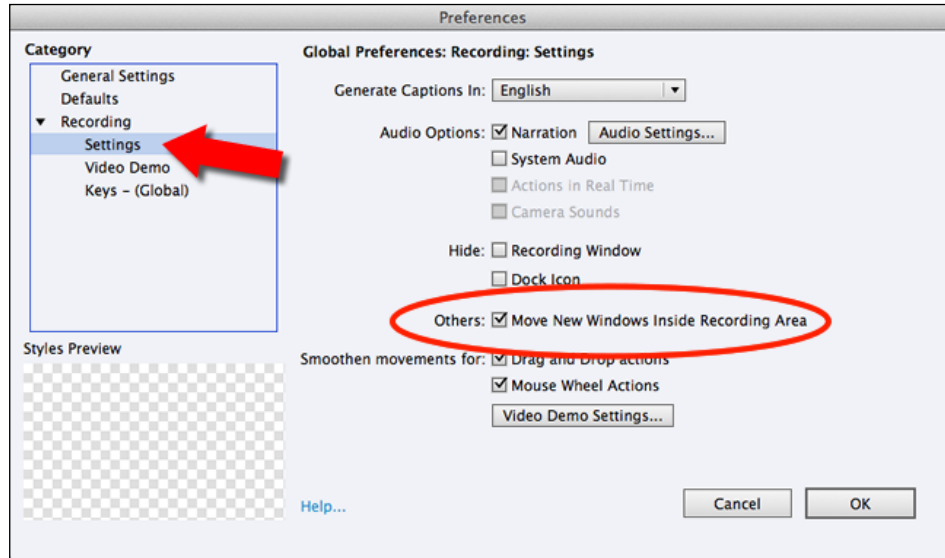 Preferences
Category
General Settings
Defaults
Recording
Settings
Video Demo
Keys – (Global)
Styles Preview
Global Preferences: Recording: Settings
Generate Captions In: English
Audio Options: Narration Audio Settings...
System Audio
Actions in Real Time
Camera Sounds
Hide: Recording Window
Dock Icon
Others: Move New Windows Inside Recording Area
Smoothen movements for: Drag and Drop actions
Mouse Wheel Actions
Video Demo Settings...
Help... Cancel OK